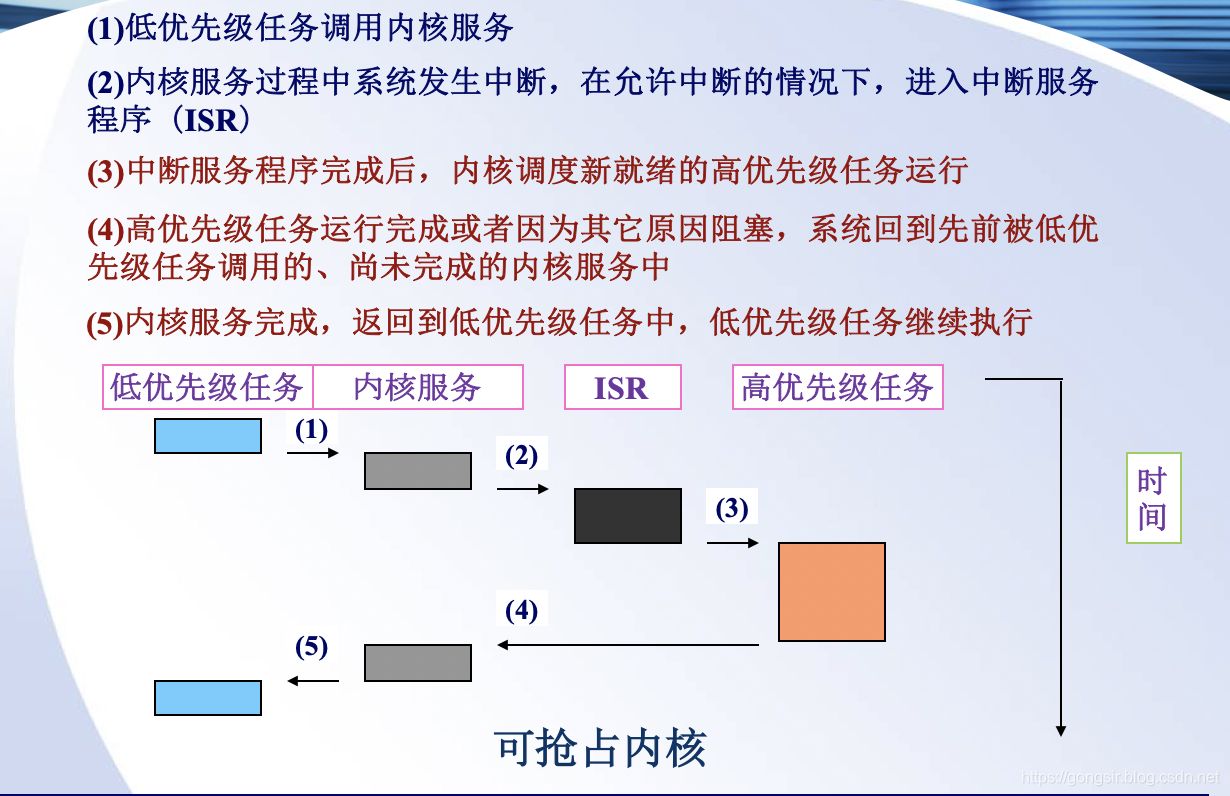 (1)低优先级任务调用内核服务
(2)内核服务过程中系统发生中断，在允许中断的情况下，进入中断服务
程序（ISR）
(3)中断服务程序完成后，内核调度新就绪的高优先级任务运行
(4)高优先级任务运行完成或者因为其它原因阻塞，系统回到先前被低优
先级任务调用的、尚未完成的内核服务中
(5)内核服务完成，返回到低优先级任务中，低优先级任务继续执行
低优先级任务 内核服务 ISR 高优先级任务
(1)
(2)
(3)
时
间
(4)
(5)
可抢占内核
https://gongsir.blog.csdn.net